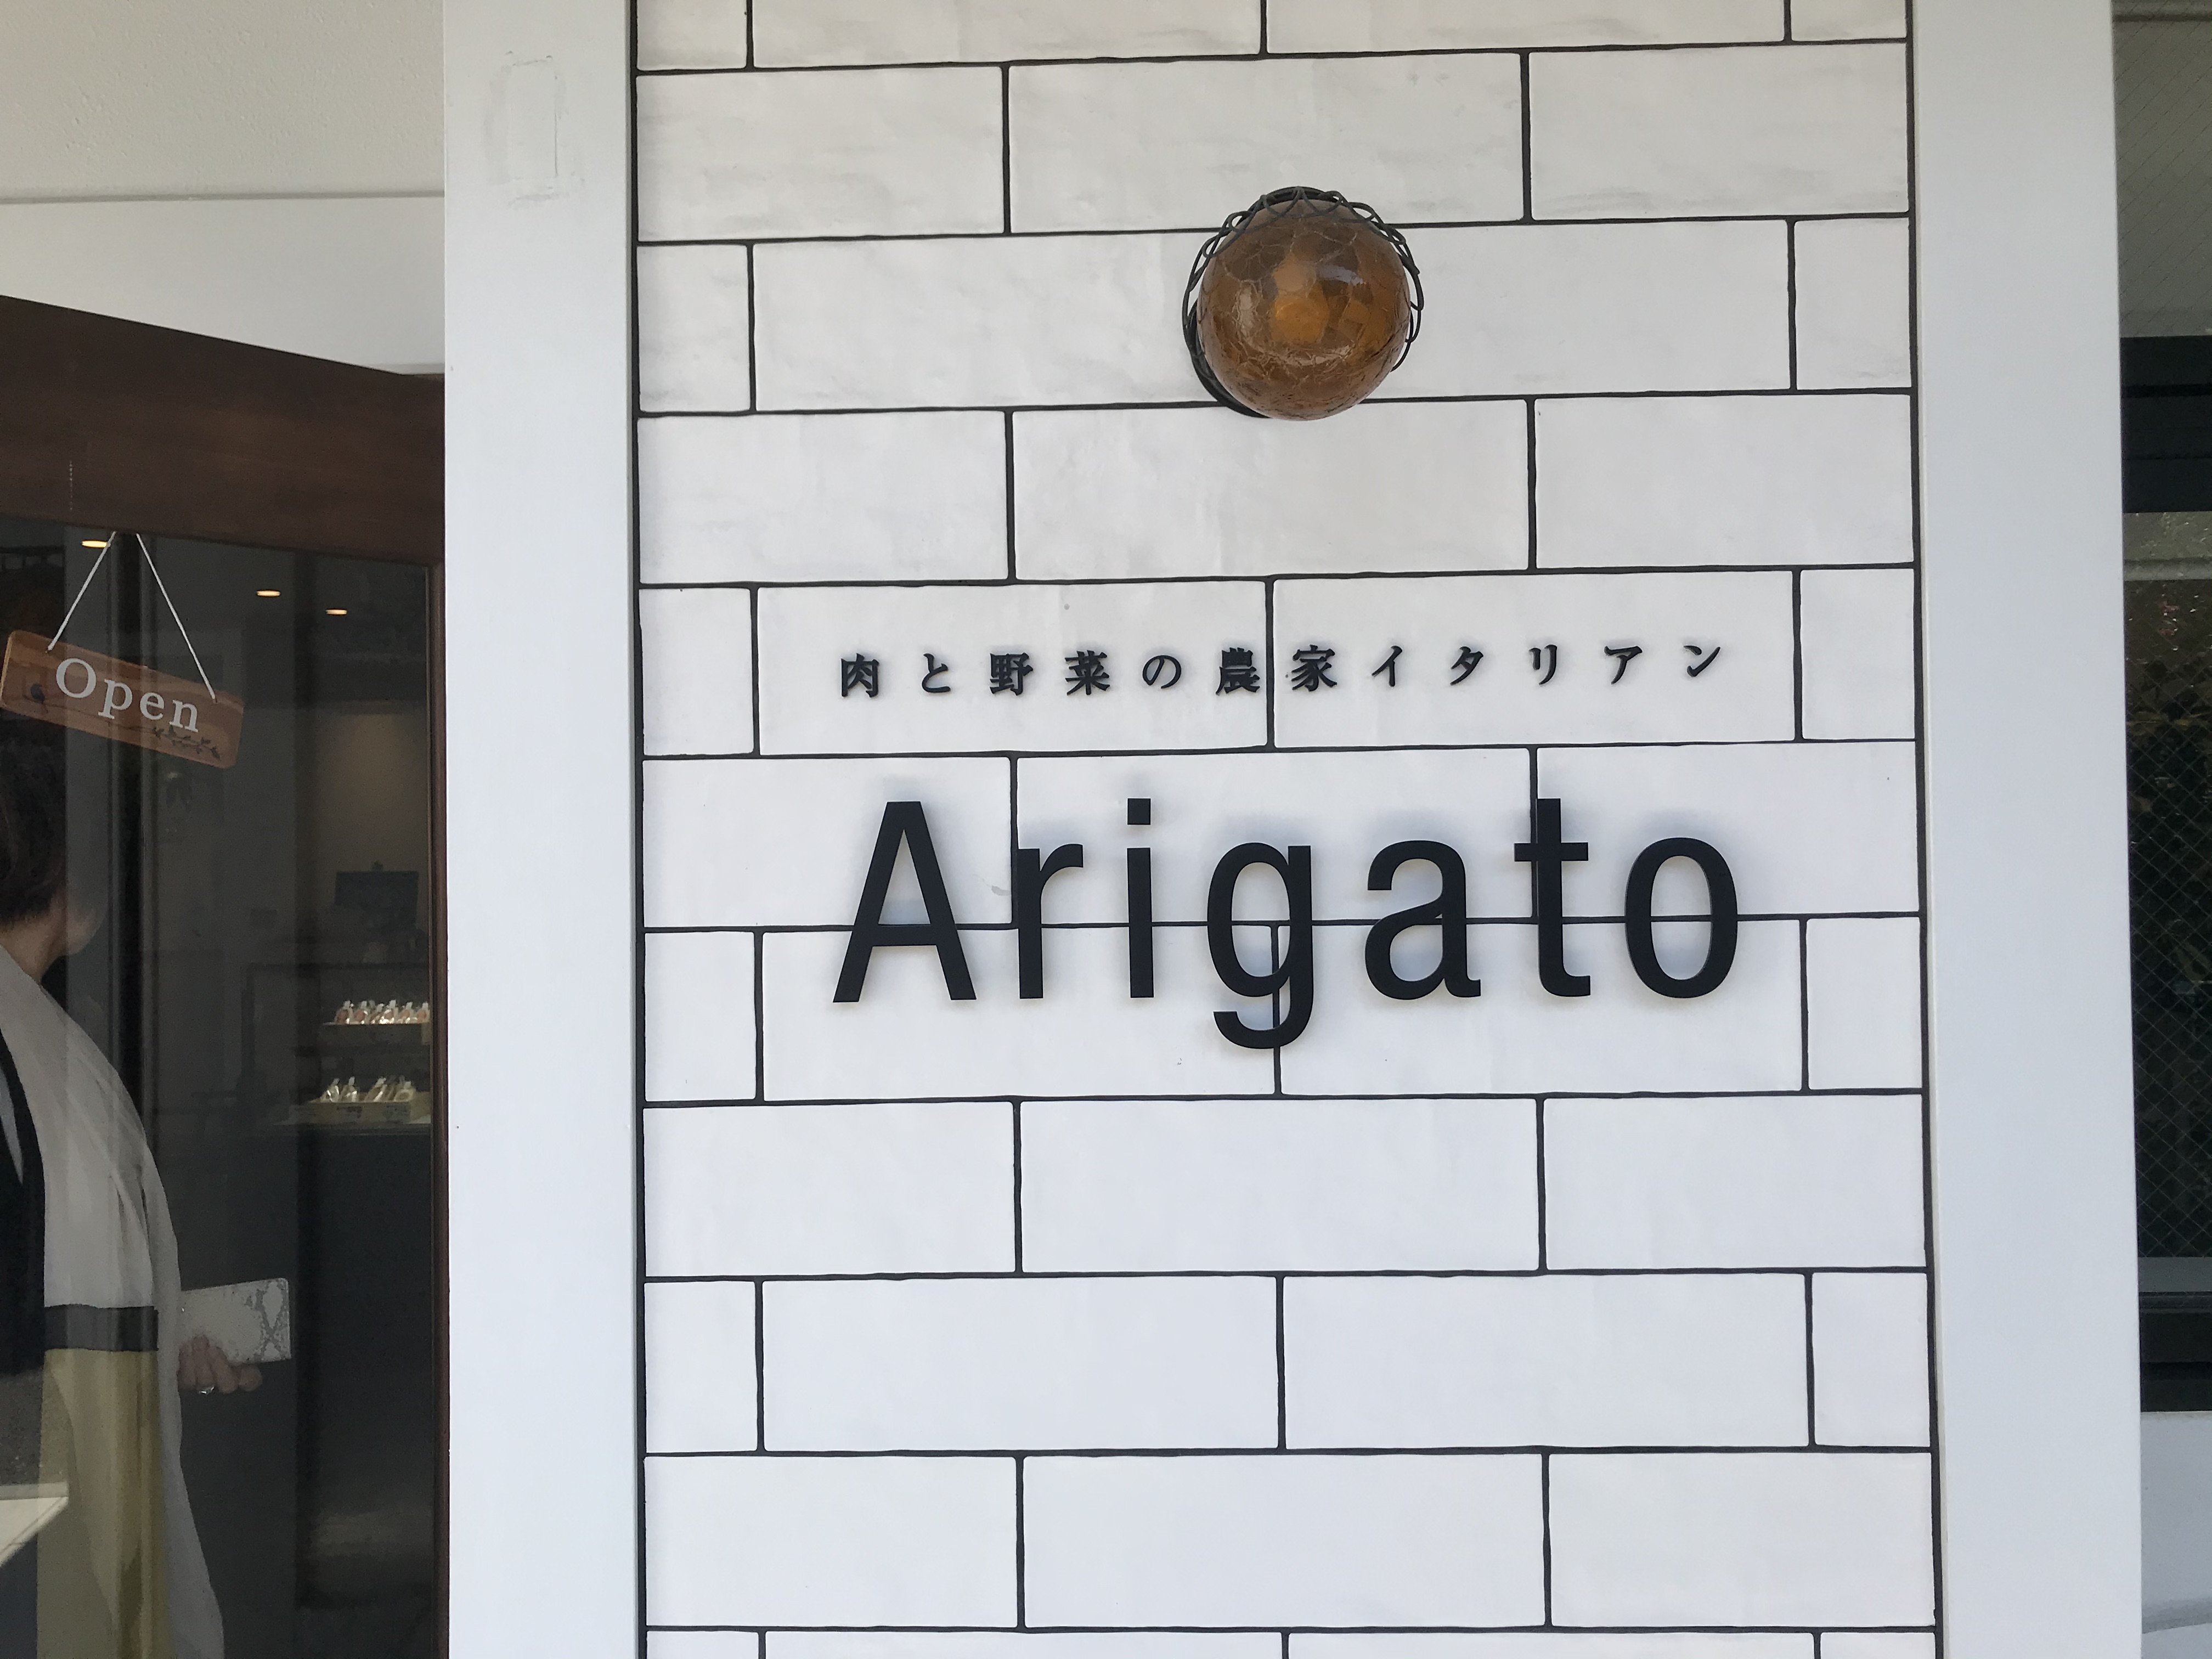 Open
肉と野菜の農家イタリアン
Arigato